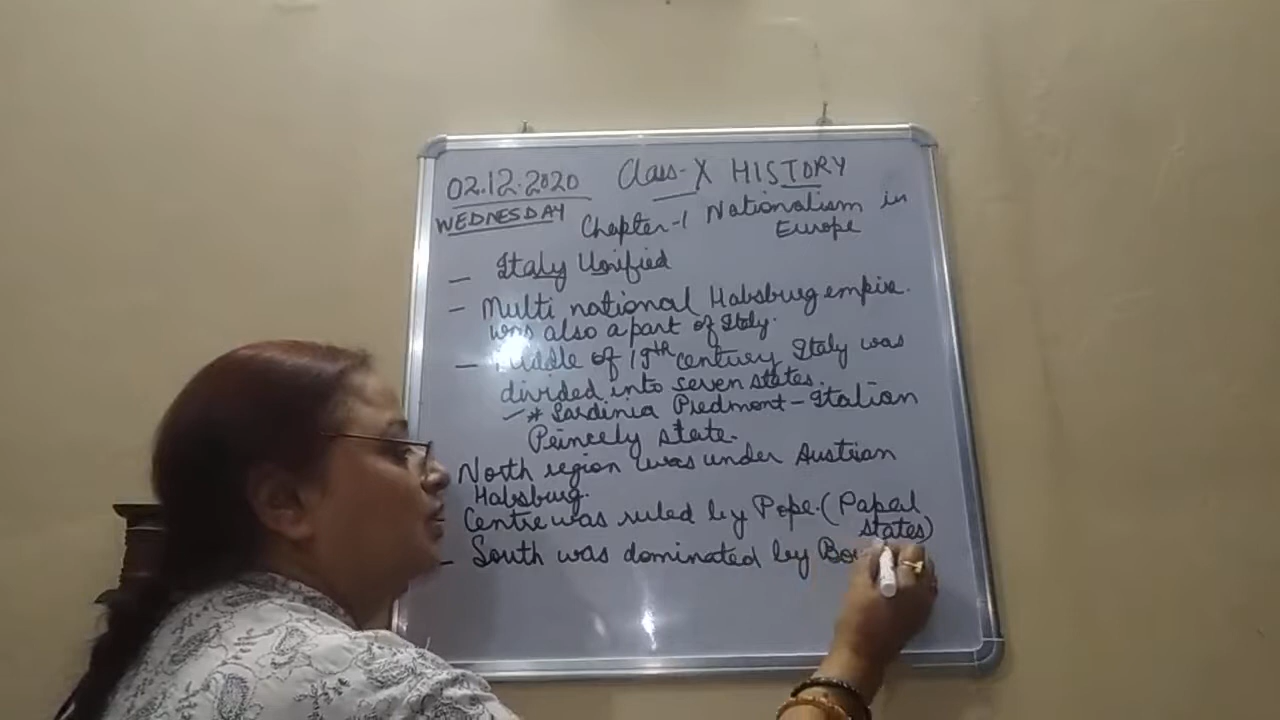 02.12.2020 Class-X HISTORY
WEDNESDAY Chapter-1 Nationalism in
Europe
- Italy Unified
- Multi national Habsburg empire.
was also a part of Italy.
- of 19th century Italy was
divided into seven states.
* Sardinia Piedmont - Italian
Princely state.
North region was under Austrian
Habsburg.
Centre was ruled by Pope. (Papal
states)
- South was dominated by